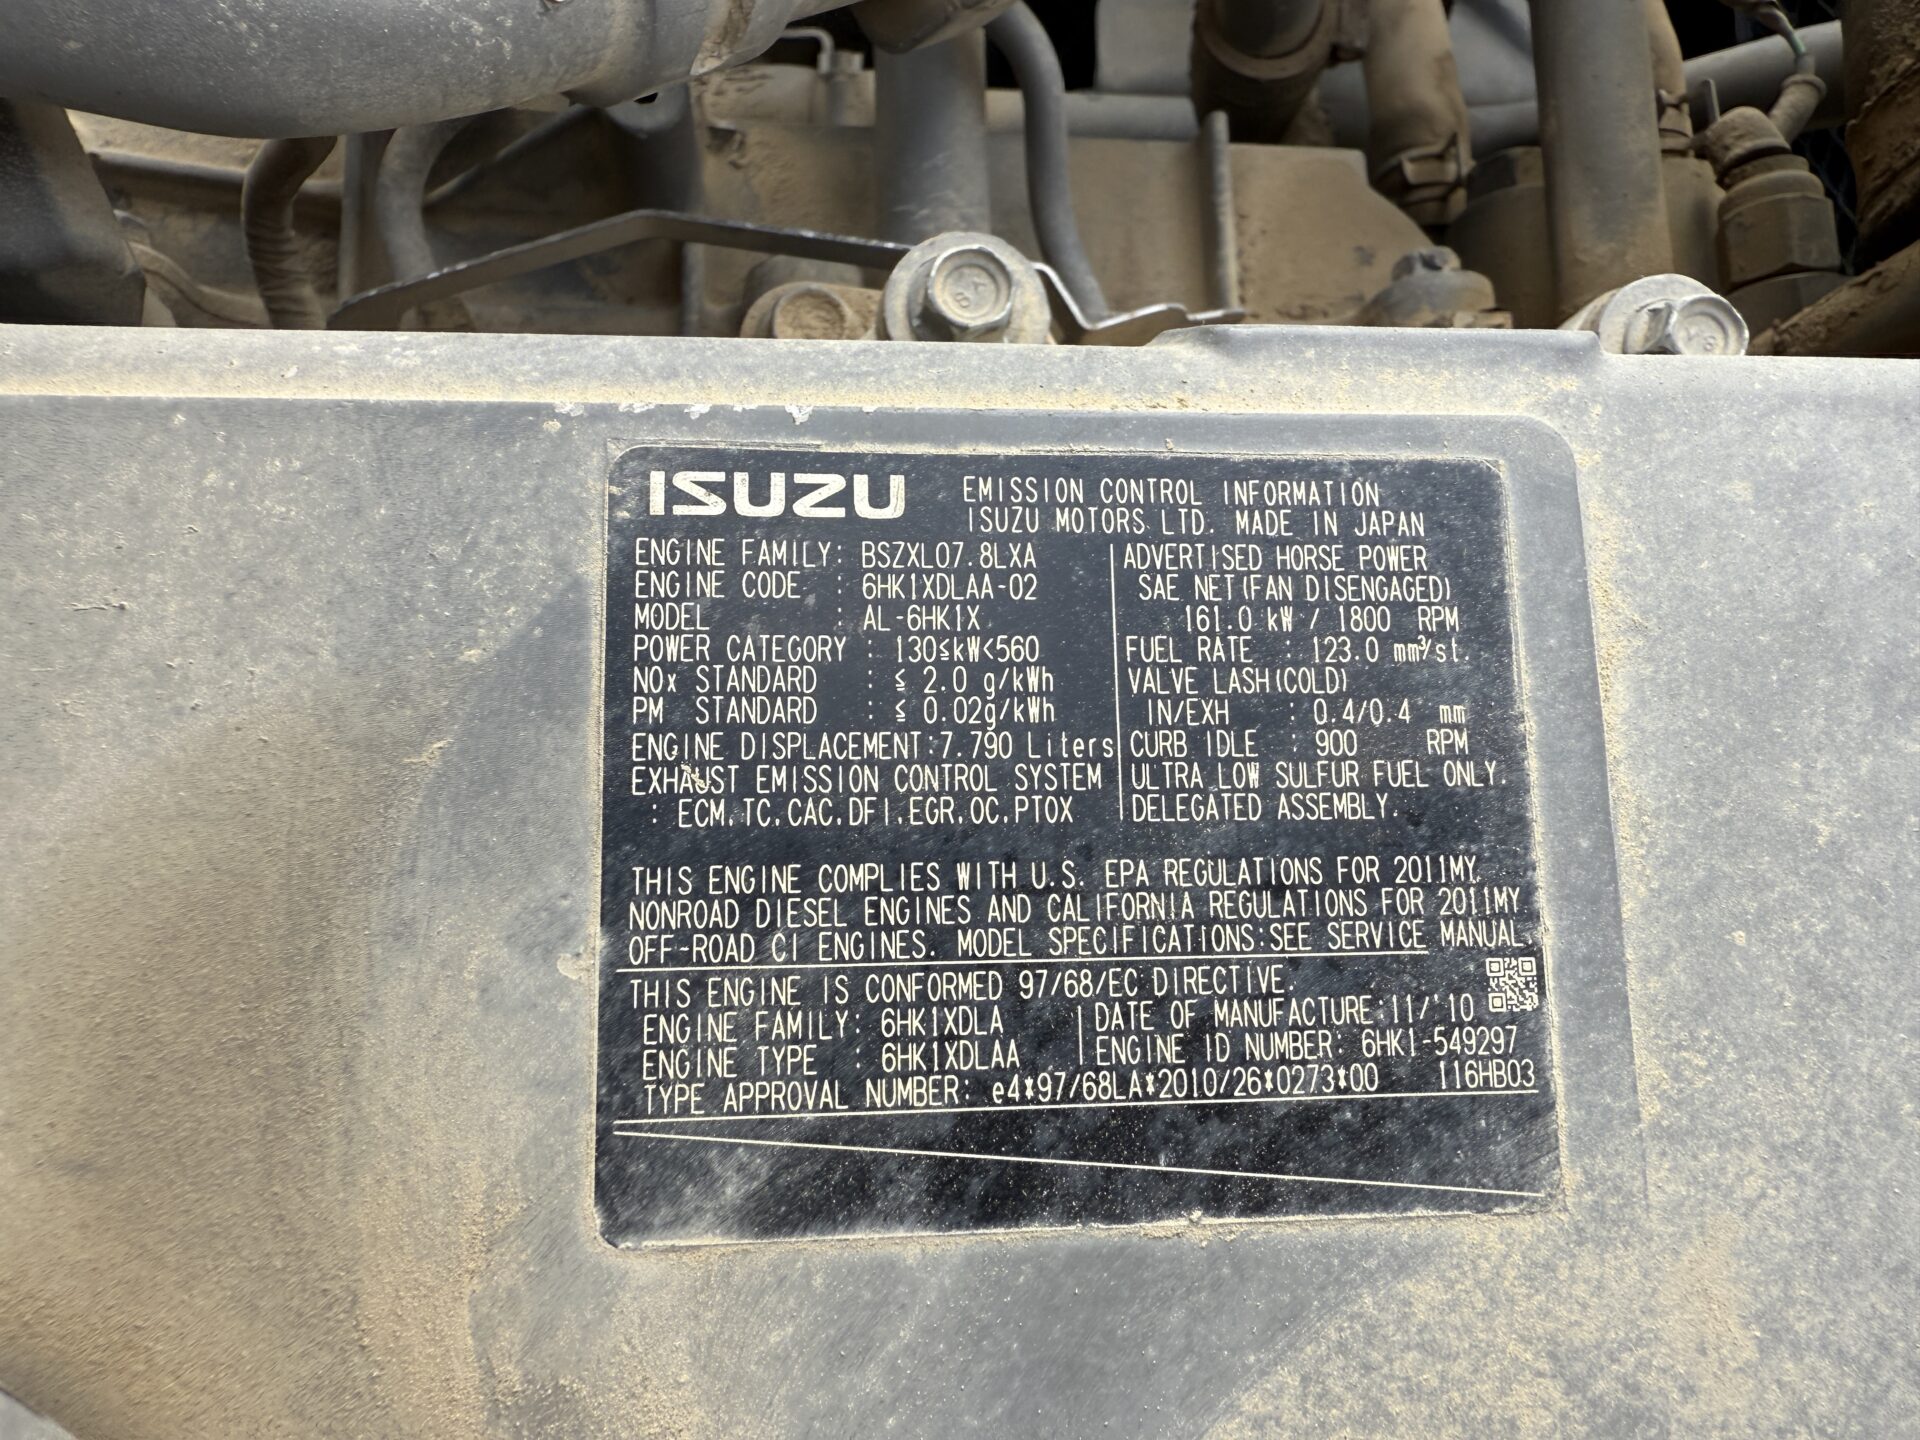 ISUZU EMISSION CONTROL INFORMATION
ISUZU MOTORS LTD. MADE IN JAPAN
ENGINE FAMILY: BSZXL07.8LXA
ENGINE CODE : 6HK1XDLAA-02
MODEL : AL-6HK1X
POWER CATEGORY : 130≤kW<560
NOx STANDARD : ≤ 2.0 g/kWh
PM STANDARD : ≤ 0.02g/kWh
ENGINE DISPLACEMENT:7.790 Liters
EXHAUST EMISSION CONTROL SYSTEM
: ECM.TC.CAC.DFI.EGR.OC.PTOX
ADVERTISED HORSE POWER
SAE NET(FAN DISENGAGED)
161.0 kW / 1800 RPM
FUEL RATE : 123.0 mm³/st.
VALVE LASH(COLD)
IN/EXH : 0.4/0.4 mm
CURB IDLE : 900 RPM
ULTRA LOW SULFUR FUEL ONLY.
DELEGATED ASSEMBLY.
THIS ENGINE COMPLIES WITH U.S. EPA REGULATIONS FOR 2011MY
NONROAD DIESEL ENGINES AND CALIFORNIA REGULATIONS FOR 2011MY
OFF-ROAD CI ENGINES. MODEL SPECIFICATIONS:SEE SERVICE MANUAL.
THIS ENGINE IS CONFORMED 97/68/EC DIRECTIVE.
ENGINE FAMILY: 6HK1XDLA
ENGINE TYPE : 6HK1XDLAA
DATE OF MANUFACTURE:11/'10
ENGINE ID NUMBER: 6HK1-549297
TYPE APPROVAL NUMBER: e4*97/68LA*2010/26*0273*00 116HB03